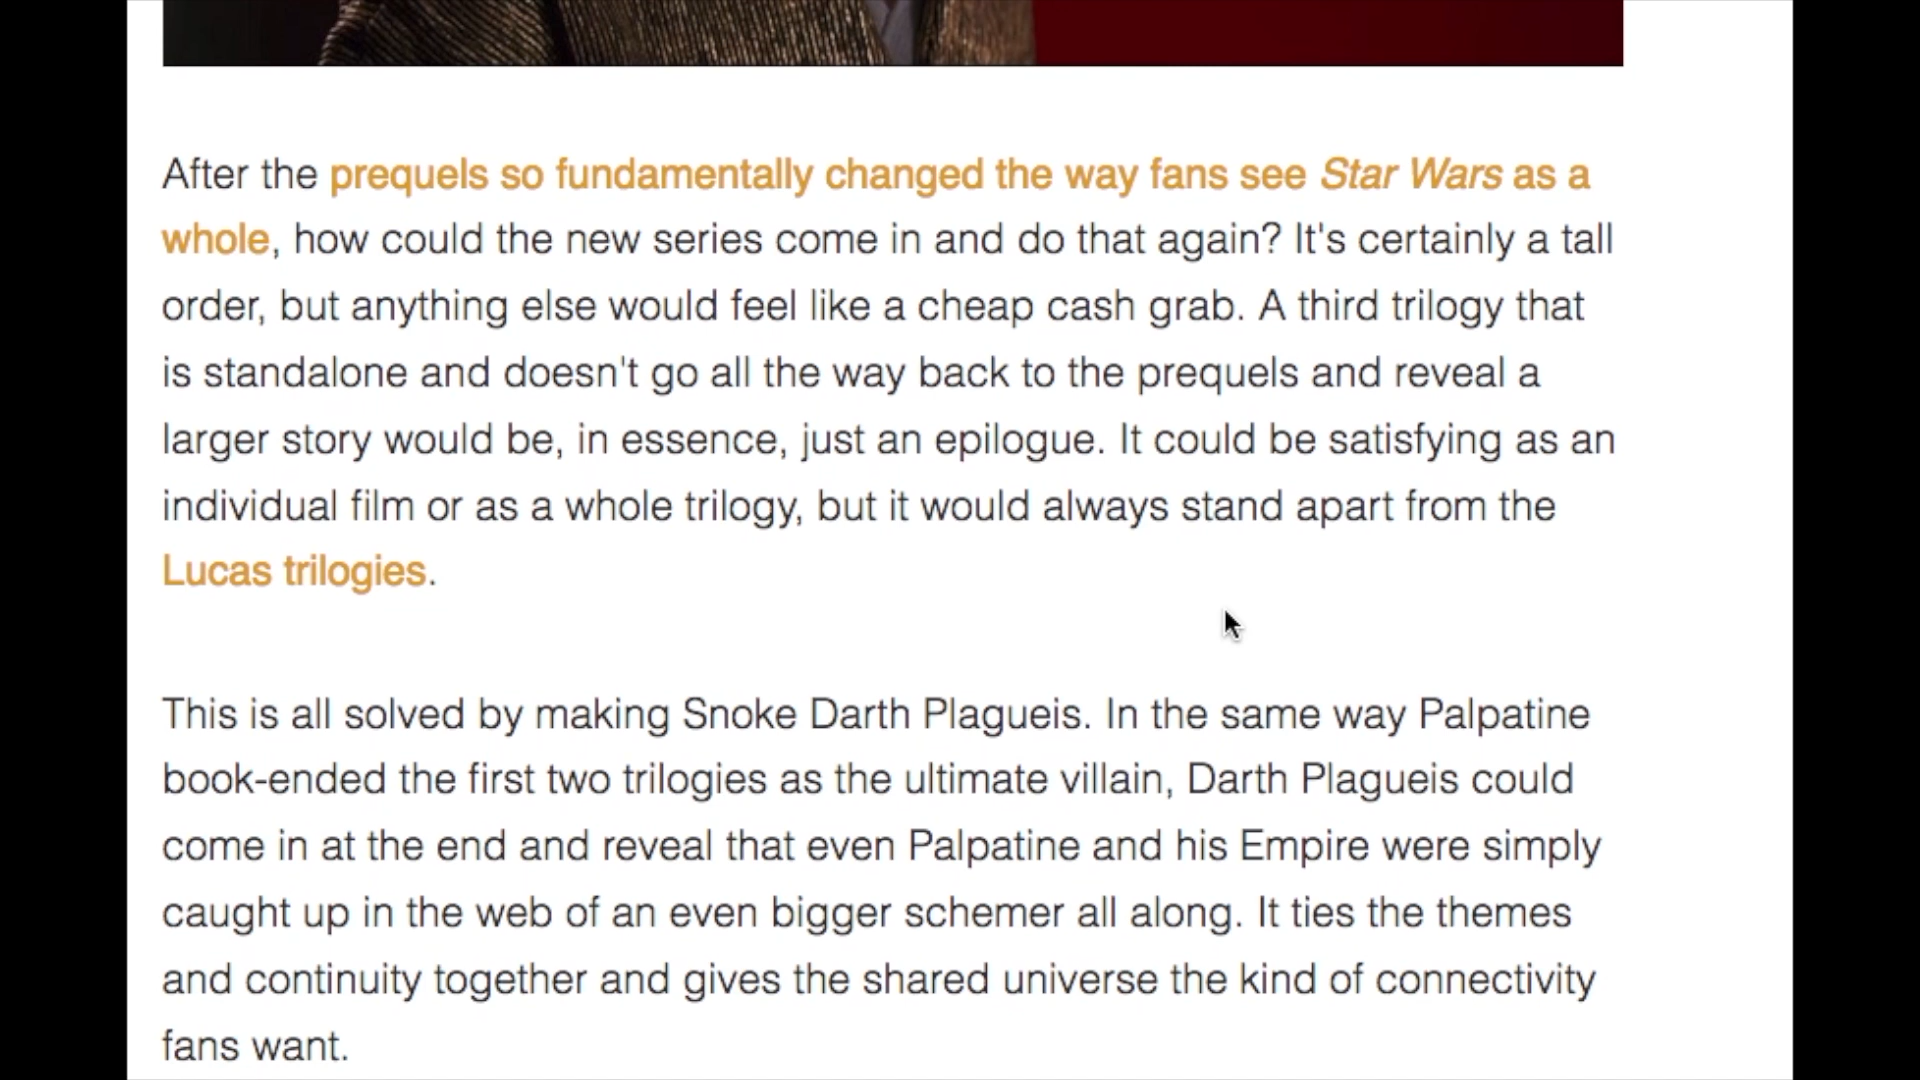 After the prequels so fundamentally changed the way fans see Star Wars as a
whole, how could the new series come in and do that again? It's certainly a tall
order, but anything else would feel like a cheap cash grab. A third trilogy that
is standalone and doesn't go all the way back to the prequels and reveal a
larger story would be, in essence, just an epilogue. It could be satisfying as an
individual film or as a whole trilogy, but it would always stand apart from the
Lucas trilogies.
This is all solved by making Snoke Darth Plagueis. In the same way Palpatine
book-ended the first two trilogies as the ultimate villain, Darth Plagueis could
come in at the end and reveal that even Palpatine and his Empire were simply
caught up in the web of an even bigger schemer all along. It ties the themes
and continuity together and gives the shared universe the kind of connectivity
fans want.